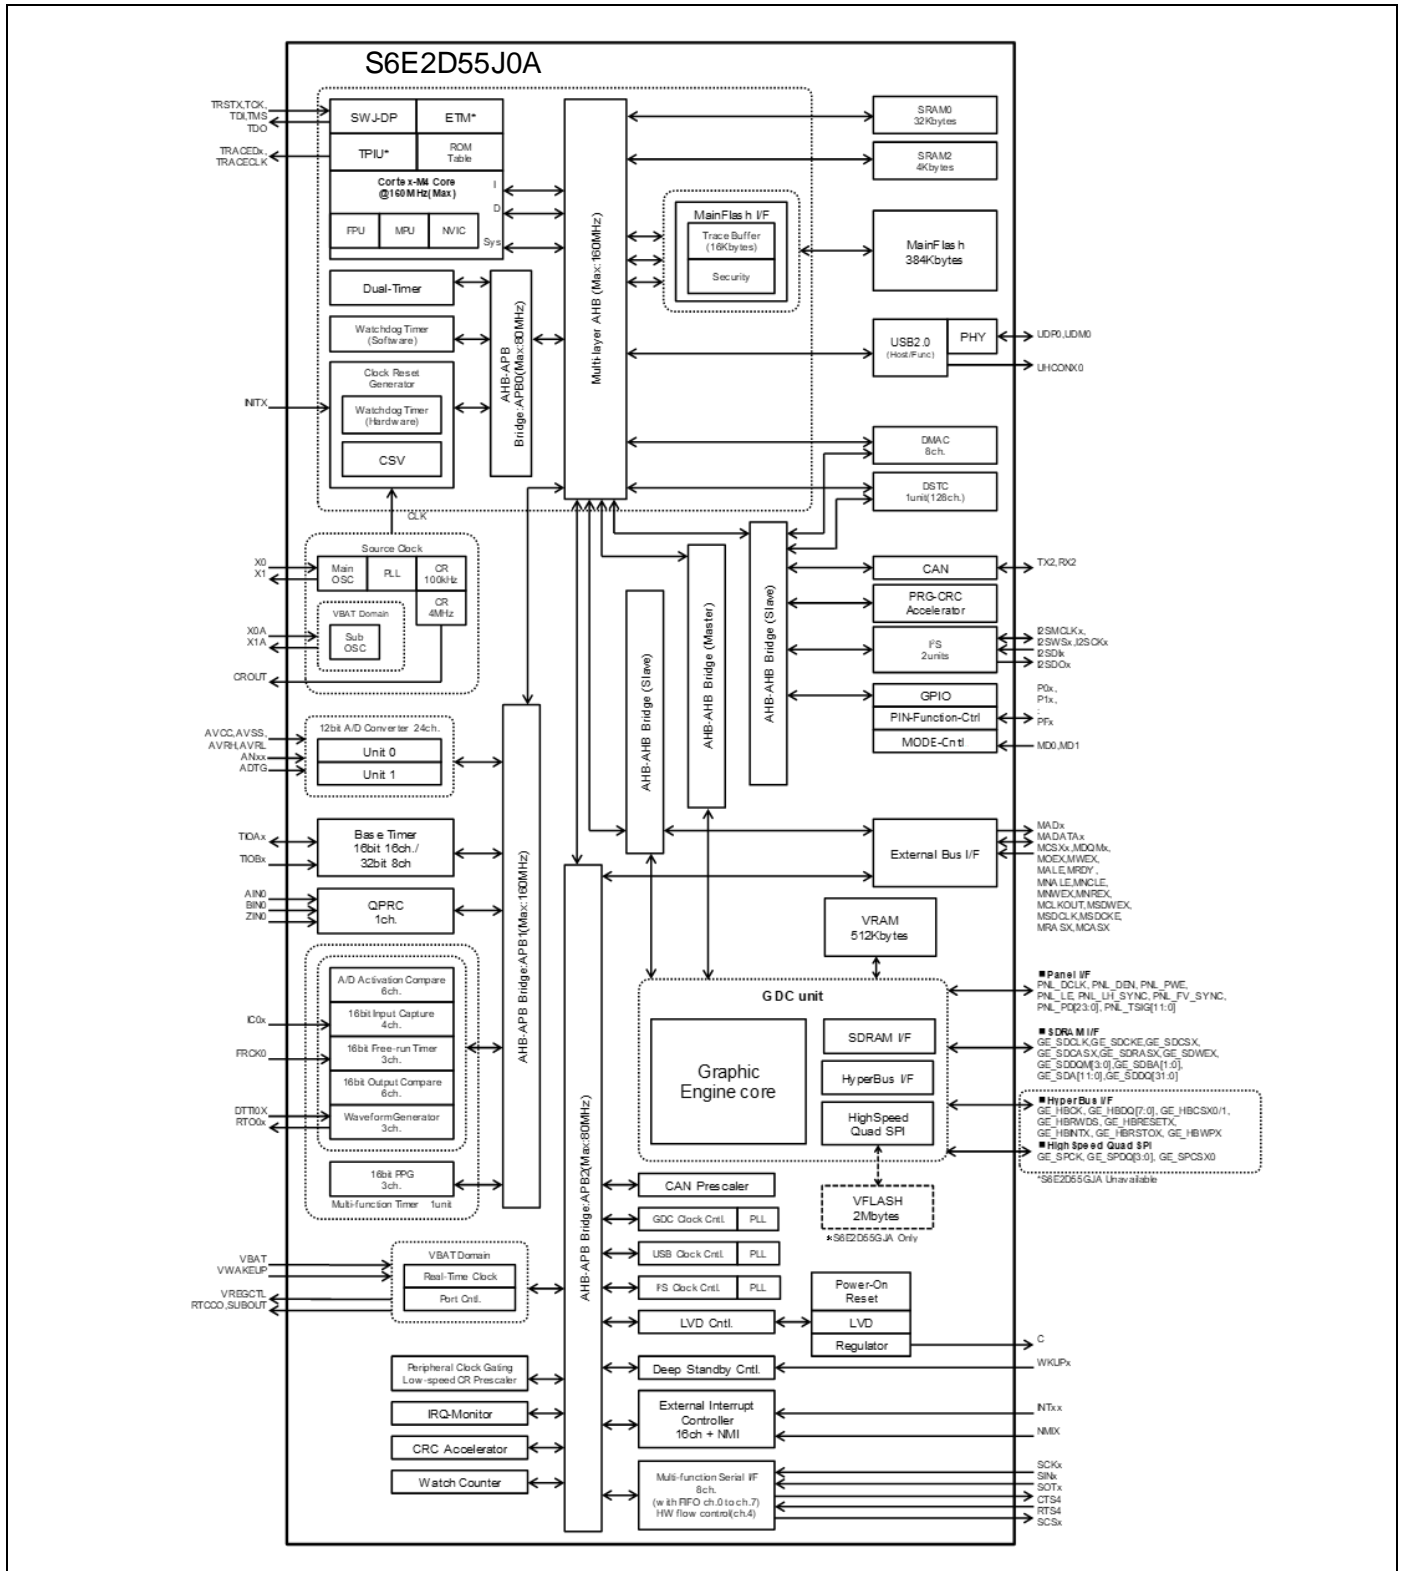 S6E2D55J0A
TRSTX,TCK,
TDI,TMS
TDO
TRACEDx,
TRACECLK
SWJ-DP
ETM*
TPIU*
ROM
Table
Cortex-M4 Core
@160MHz(Max)
FPU
MPU
NVIC
I
D
Sys
Dual-Timer
Watchdog Timer
(Software)
Clock Reset
Generator
Watchdog Timer
(Hardware)
CSV
INITX
AHB-APB
Bridge:APB0(Max:80MHz)
Multi-layer AHB (Max:160MHz)
MainFlash I/F
Trace Buffer
(16Kbytes)
Security
SRAM0
32Kbytes
SRAM2
4Kbytes
MainFlash
384Kbytes
USB2.0
(Host/Func)
PHY
UDP0,UDM0
UHCONX0
DMAC
8ch.
DSTC
1unit(128ch.)
CLK
Source Clock
Main
OSC
PLL
CR
100kHz
CR
4MHz
VBAT Domain
Sub
OSC
X0
X1
X0A
X1A
CROUT
AHB-AHB Bridge (Slave)
AHB-AHB Bridge (Master)
AHB-AHB Bridge (Slave)
CAN
TX2,RX2
PRG-CRC
Accelerator
I²S
2units
I2SMCLKx,
I2SWSx,I2SCKx
I2SDIx
I2SDOx
GPIO
PIN-Function-Ctrl
MODE-Cntl
P0x,
P1x,
:
PFx
MD0,MD1
AVCC,AVSS,
AVRH,AVRL
ANxx
ADTG
12bit A/D Converter 24ch.
Unit 0
Unit 1
TIOAx
TIOBx
Base Timer
16bit 16ch./
32bit 8ch
AIN0
BIN0
ZIN0
QPRC
1ch.
AHB-APB Bridge:APB1(Max:160MHz)
A/D Activation Compare
6ch.
16bit Input Capture
4ch.
16bit Free-run Timer
3ch.
16bit Output Compare
6ch.
Waveform Generator
3ch.
16bit PPG
3ch.
Multi-function Timer 1unit
IC0x
FRCK0
DTTI0X
RTO0x
External Bus I/F
MADx
MADATAx
MCSXx,MDQMx,
MOEX,MWEX,
MALE,MRDY,
MNALE,MNCLE,
MNWEX,MNREX,
MCLKOUT,MSDWEX,
MSDCLK,MSDCKE,
MRASX,MCASX
VRAM
512Kbytes
GDC unit
Graphic
Engine core
SDRAM I/F
HyperBus I/F
HighSpeed
Quad SPI
VFLASH
2Mbytes
*S6E2D55GJA Only
■Panel I/F
PNL_DCLK, PNL_DEN, PNL_PWE,
PNL_LE, PNL_LH_SYNC, PNL_FV_SYNC,
PNL_PD[23:0], PNL_TSIG[11:0]
■SDRAM I/F
GE_SDCLK,GE_SDCKE,GE_SDCSX,
GE_SDCASX,GE_SDRASX,GE_SDWEX,
GE_SDDQM[3:0],GE_SDBA[1:0],
GE_SDA[11:0],GE_SDDQ[31:0]
■HyperBus I/F
GE_HBCK, GE_HBDQ[7:0], GE_HBCSX0/1,
GE_HBRWDS, GE_HBRESETX,
GE_HBINTX, GE_HBRSTOX, GE_HBWPX
■High Speed Quad SPI
GE_SPCK, GE_SPDQ[3:0], GE_SPCSX0
*S6E2D55GJA Unavailable
AHB-APB Bridge:APB2(Max:80MHz)
CAN Prescaler
GDC Clock Cntl.
PLL
USB Clock Cntl.
PLL
I²S Clock Cntl.
PLL
LVD Cntl.
Power-On
Reset
LVD
Regulator
C
Deep Standby Cntl.
WKUPx
External Interrupt
Controller
16ch + NMI
INTxx
NMIX
Multi-function Serial I/F
8ch.
(with FIFO ch.0 to ch.7)
HW flow control(ch.4)
SCKx
SINx
SOTx
CTS4
RTS4
SCSx
VBAT
VWAKEUP
VREGCTL
RTCCO,SUBOUT
VBAT Domain
Real-Time Clock
Port Cntl.
Peripheral Clock Gating
Low-speed CR Prescaler
IRQ-Monitor
CRC Accelerator
Watch Counter